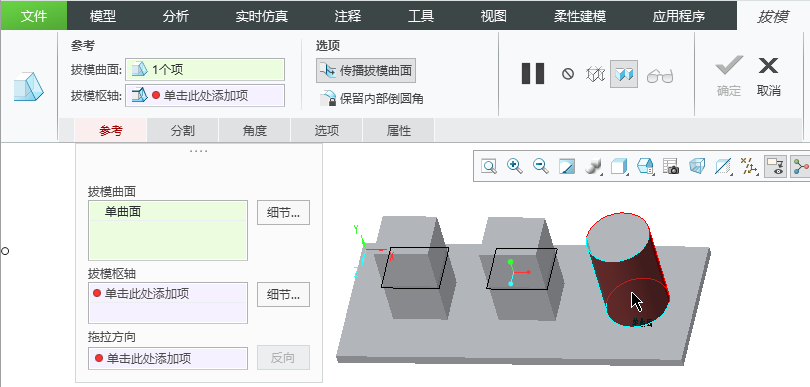 文件 模型 分析 实时仿真 注释 工具 视图 柔性建模 应用程序 拔模
参考 选项
拔模曲面: 1个项 传播拔模曲面
拔模枢轴: 单击此处添加项 保留内部倒圆角 确定 取消
参考 分割 角度 选项 属性
拔模曲面
单曲面 细节...
拔模枢轴
单击此处添加项 细节...
拖拉方向
单击此处添加项 反向
Y